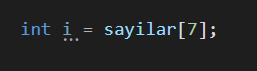 int i = sayilar[7];